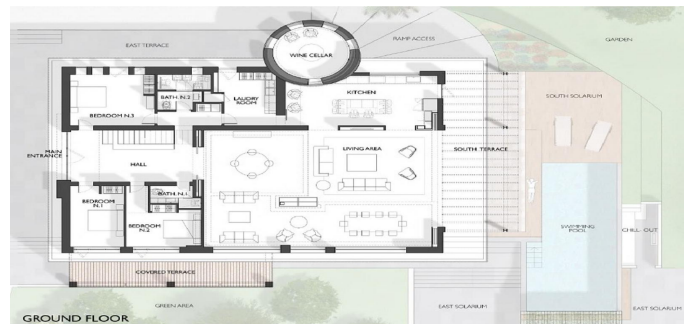 EAST TERRACE
WINE CELLAR
RAMP ACCESS
GARDEN
BEDROOM N.3
BATH. N.2
LAUDRY
ROOM
KITCHEN
SOUTH SOLARIUM
MAIN
ENTRANCE
HALL
LIVING AREA
SOUTH TERRACE
BEDROOM
N.1
BATH. N.1
BEDROOM
N.2
SWIMMING
POOL
CHILL-OUT
COVERED TERRACE
GREEN AREA
EAST SOLARIUM
EAST SOLARIUM
GROUND FLOOR